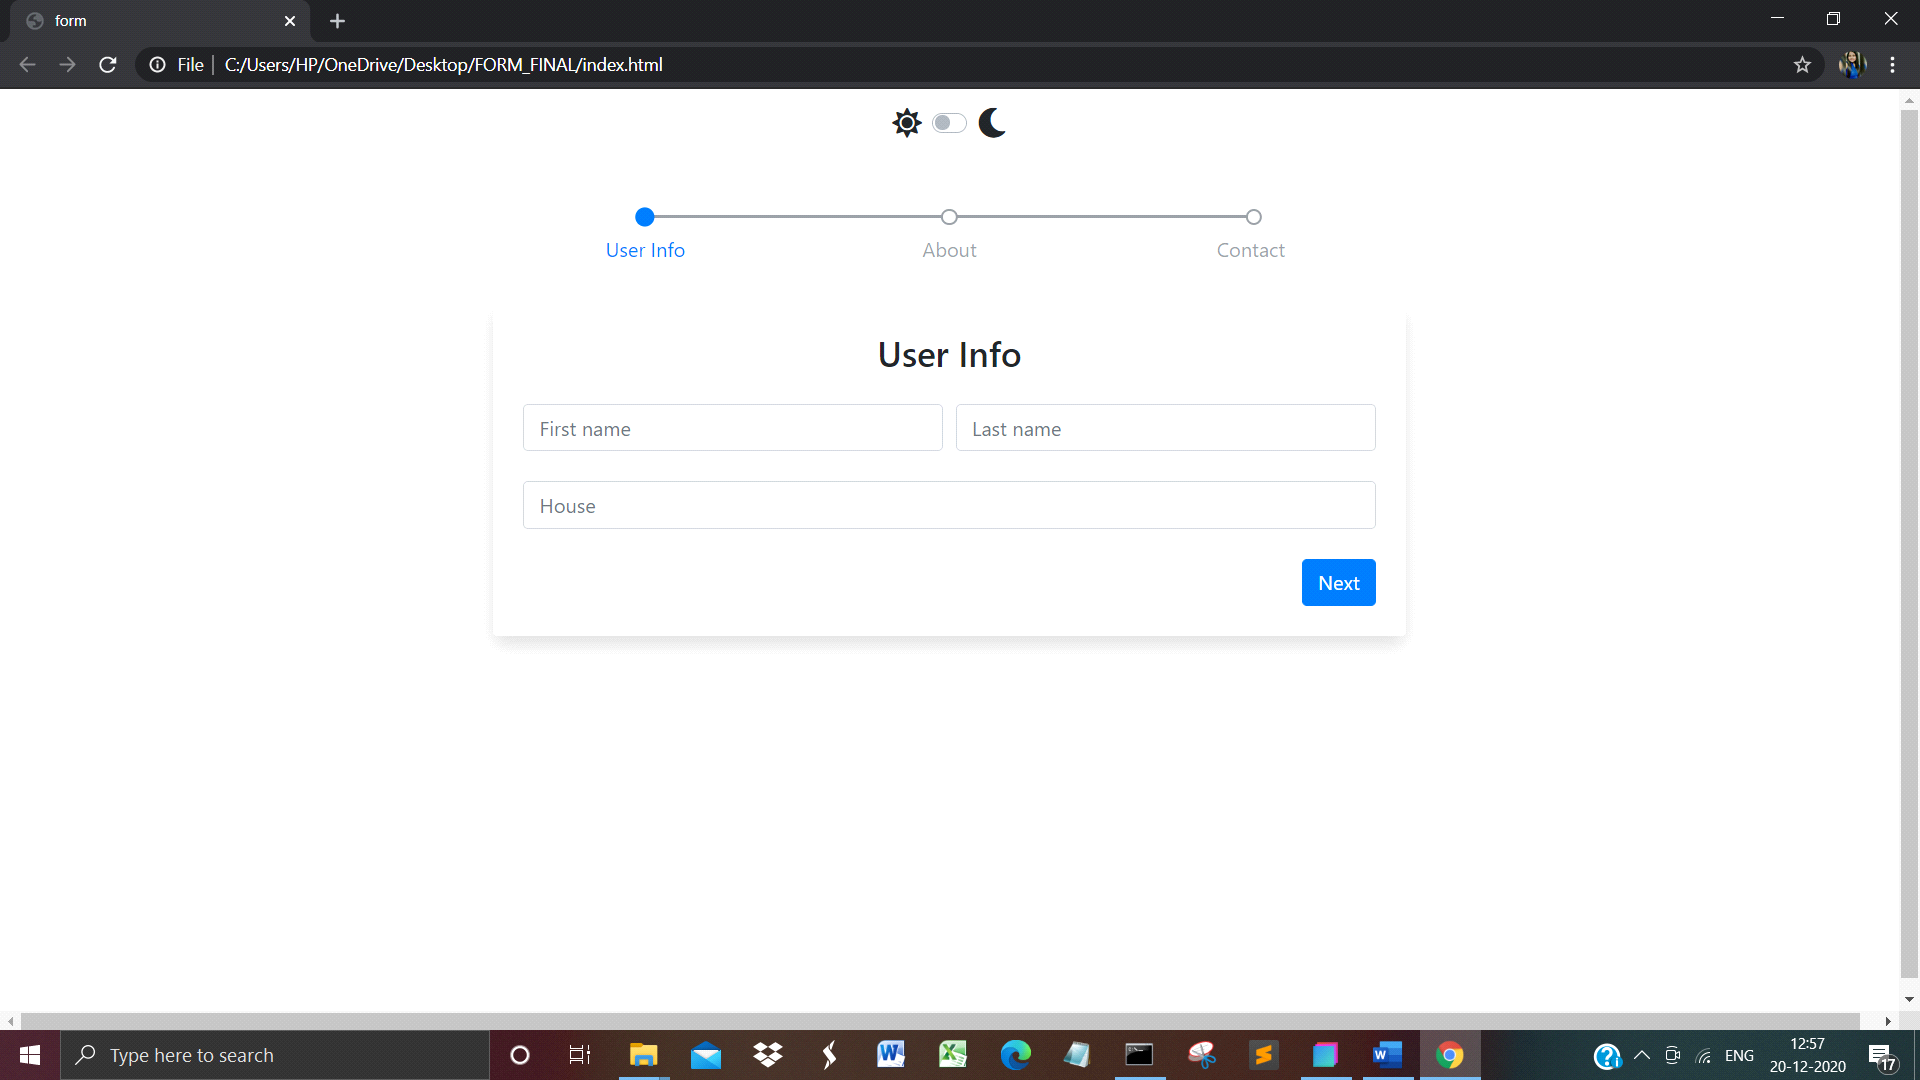 form
File
C:/Users/HP/OneDrive/Desktop/FORM_FINAL/index.html
User Info
About
Contact
User Info
First name
Last name
House
Next
Type here to search
ENG
12:57
20-12-2020
17